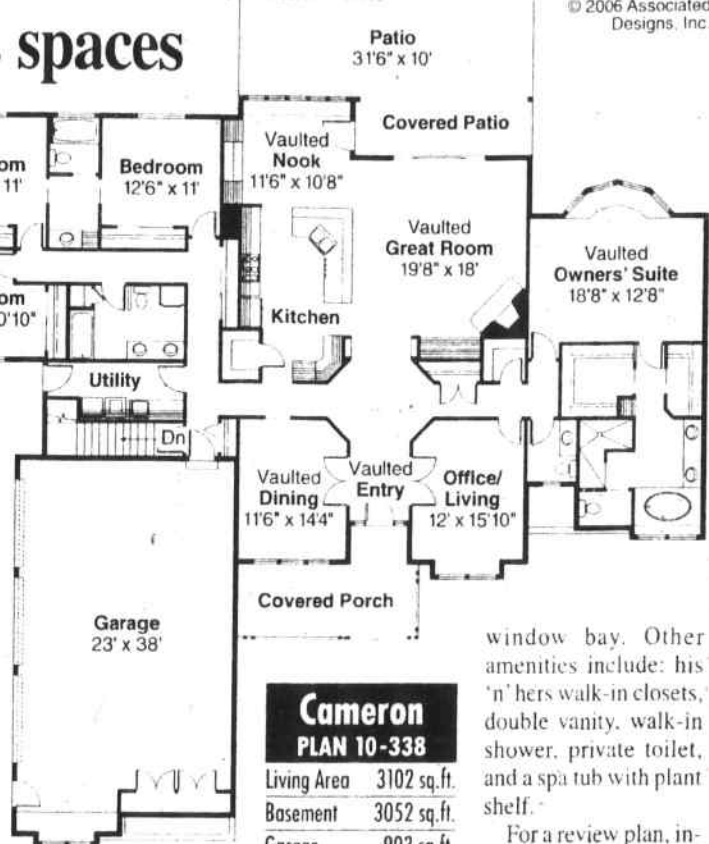 spaces
© 2006 Associated
Designs, Inc.
Patio
31'6" x 10'
Covered Patio
Vaulted
Nook
11'6" x 10'8"
Bedroom
12'6" x 11'
om
11'
Vaulted
Great Room
19'8" x 18'
Vaulted
Owners' Suite
18'8" x 12'8"
om
0'10"
Kitchen
Utility
Dn
Vaulted
Dining
11'6" x 14'4"
Vaulted
Entry
Office/
Living
12' x 15'10"
Covered Porch
Garage
23' x 38'
Cameron
PLAN 10-338
Living Area 3102 sq.ft.
Basement 3052 sq.ft.
window bay. Other
amenities include: his
'n' hers walk-in closets,
double vanity, walk-in
shower, private toilet,
and a spa tub with plant
shelf.
For a review plan, in-